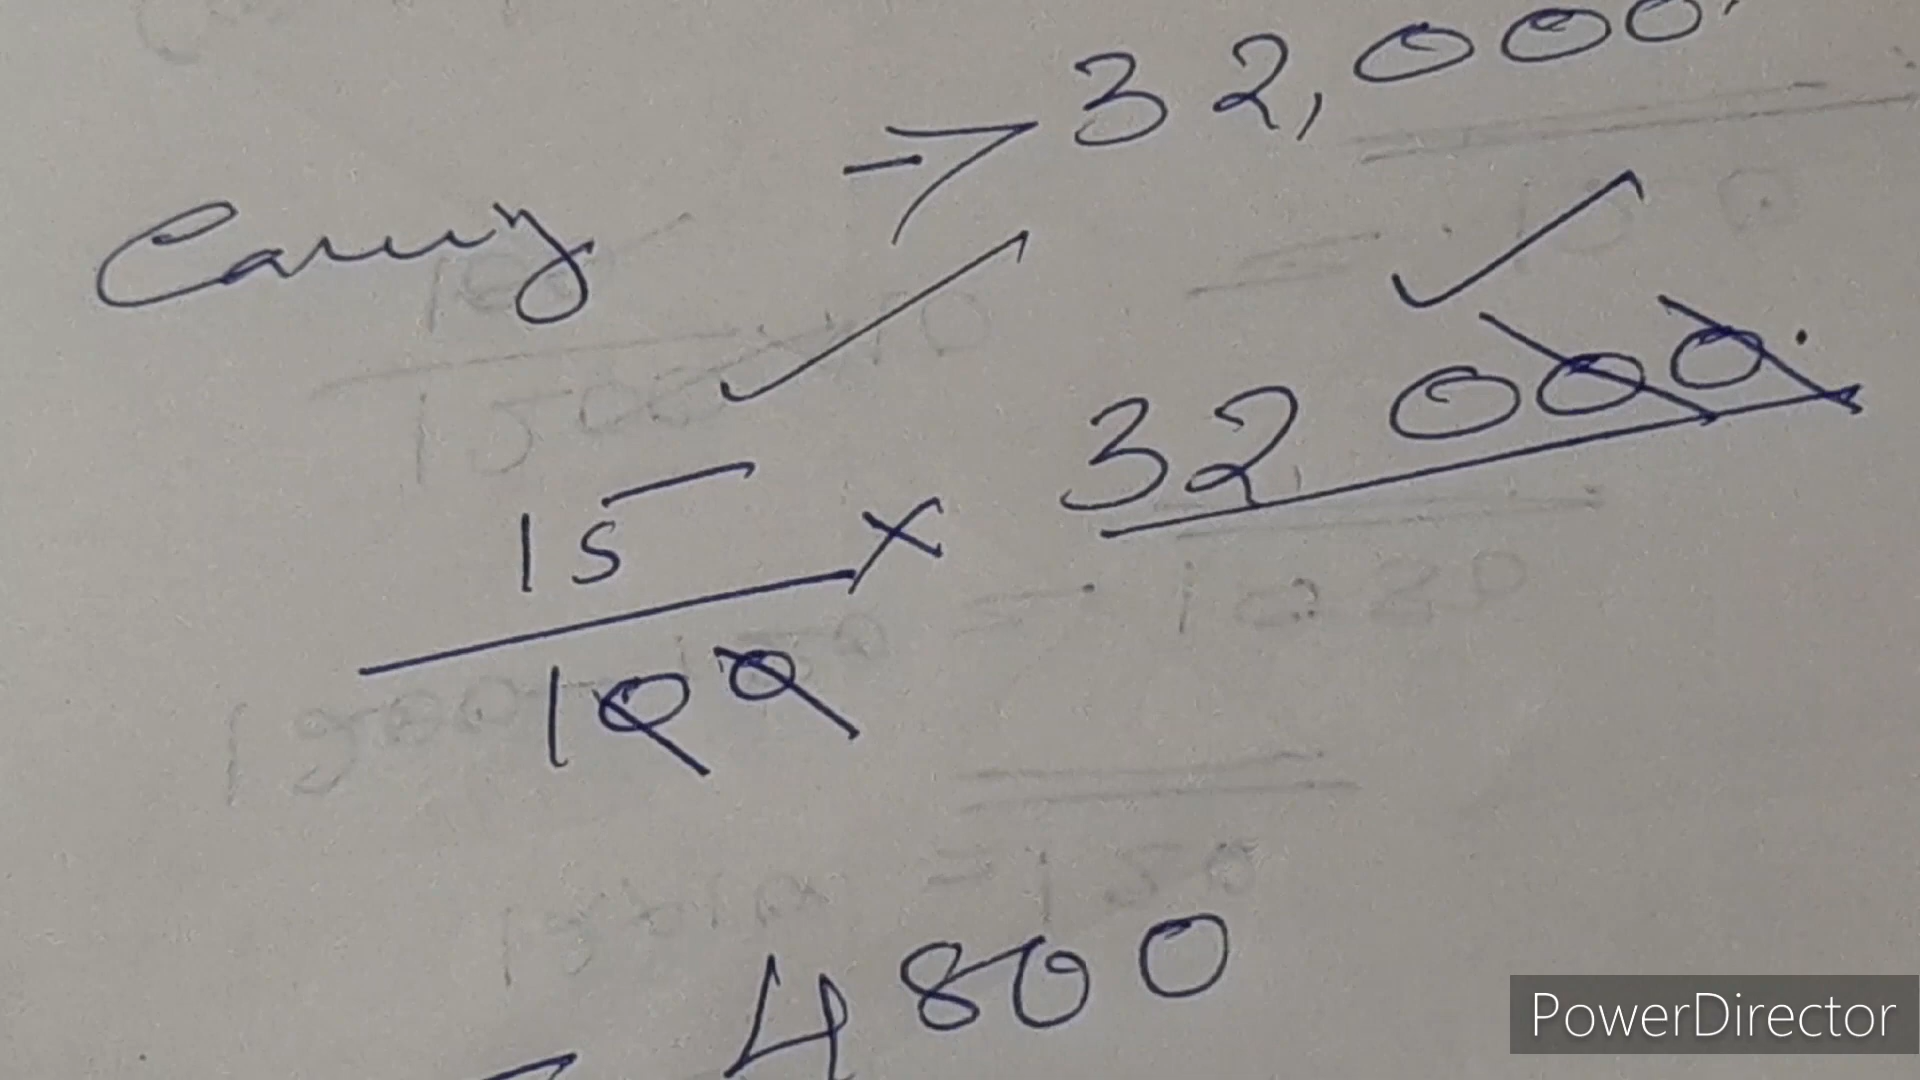 ⇒ 32,000
Carry
15/100 × 32000.
= 4800
PowerDirector